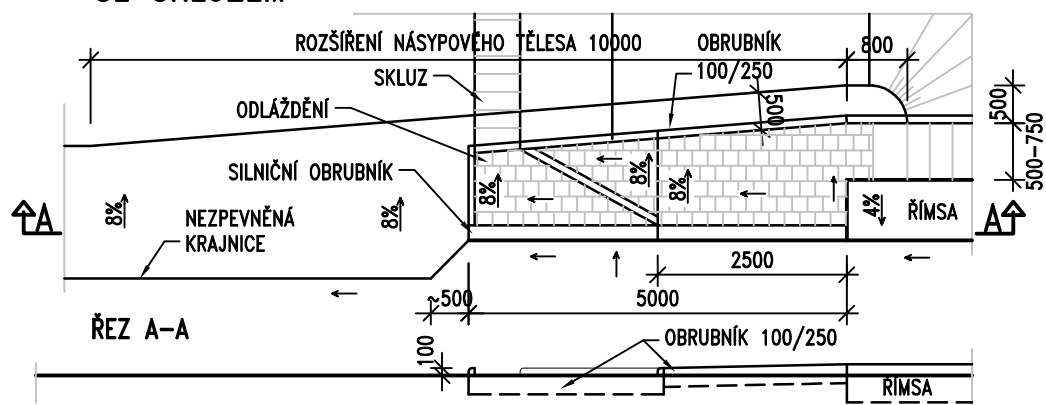 ROZŠÍŘENÍ NÁSYPOVÉHO TĚLESA 10000
OBRUBNÍK
100/250
800
SKLUZ
500
500
ODLÁŽDĚNÍ
500-750
SILNIČNÍ OBRUBNÍK
8%
8%
8%
8%
8%
4%
ŘÍMSA
A
A
NEZPEVNĚNÁ
KRAJNICE
2500
~500
5000
ŘEZ A-A
100
OBRUBNÍK 100/250
ŘÍMSA